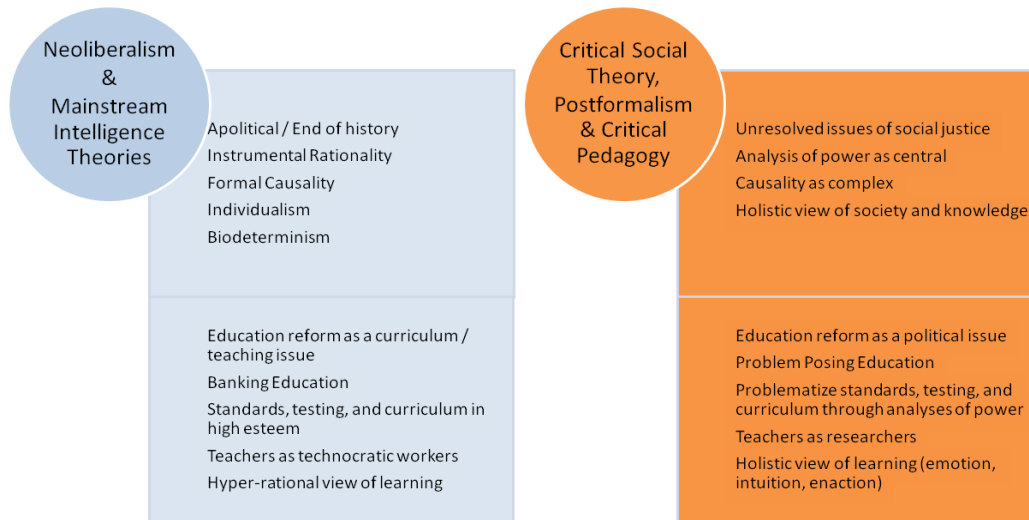 Neoliberalism
&
Mainstream
Intelligence
Theories
Apolitical / End of history
Instrumental Rationality
Formal Causality
Individualism
Biodeterminism
Education reform as a curriculum /
teaching issue
Banking Education
Standards, testing, and curriculum in
high esteem
Teachers as technocratic workers
Hyper-rational view of learning
Critical Social
Theory,
Postformalism
& Critical
Pedagogy
Unresolved issues of social justice
Analysis of power as central
Causality as complex
Holistic view of society and knowledge
Education reform as a political issue
Problem Posing Education
Problematize standards, testing, and
curriculum through analyses of power
Teachers as researchers
Holistic view of learning (emotion,
intuition, enaction)